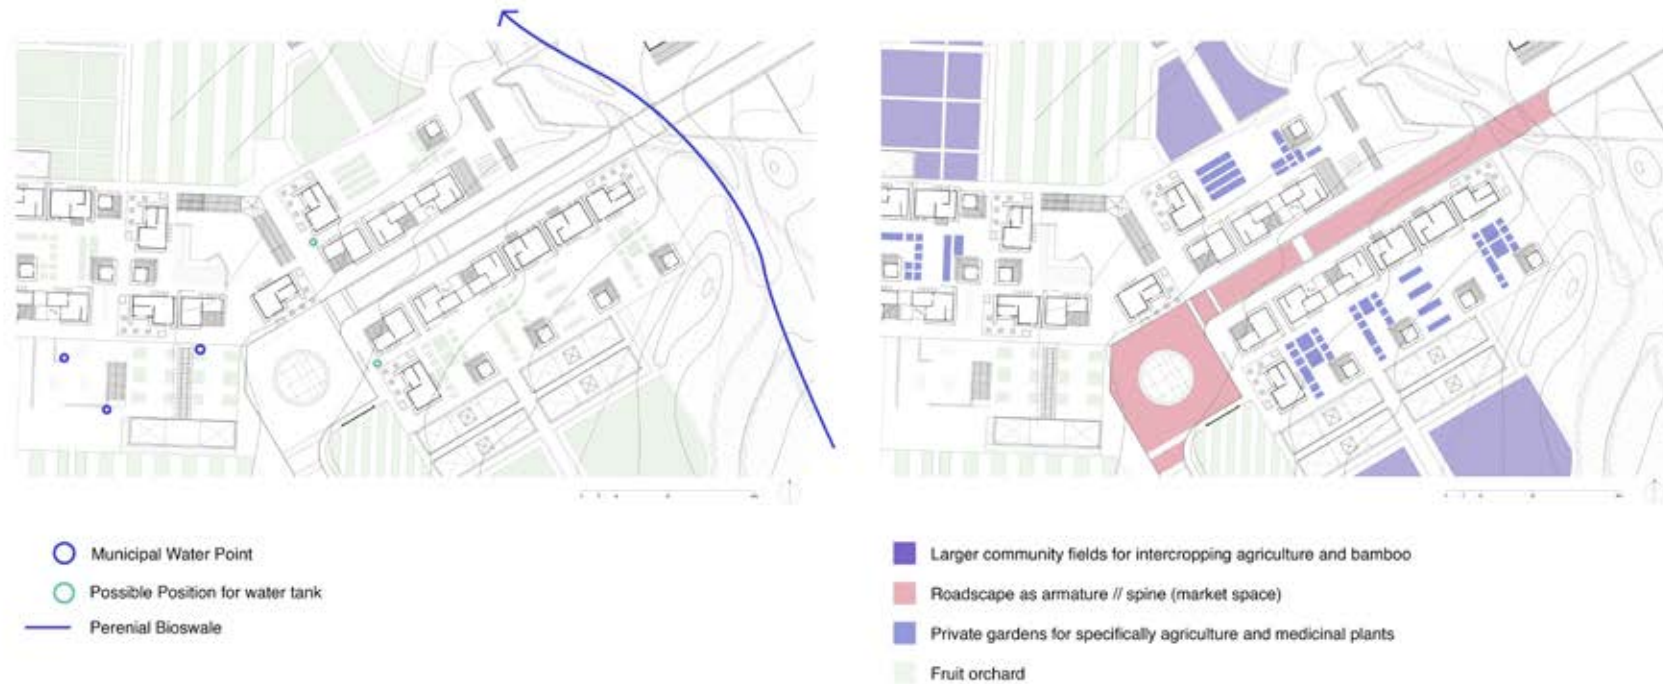 Municipal Water Point
Possible Position for water tank
Perenial Bioswale
Larger community fields for intercropping agriculture and bamboo
Roadscape as armature // spine (market space)
Private gardens for specifically agriculture and medicinal plants
Fruit orchard